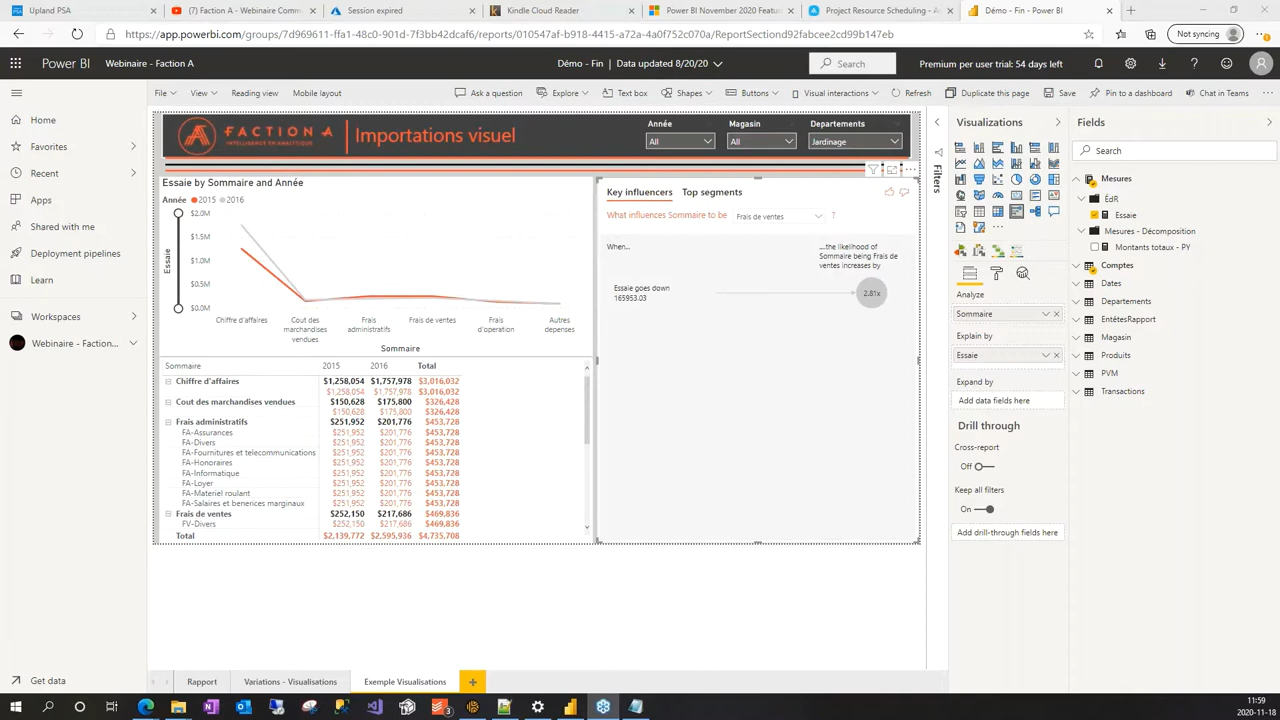 Upland PSA
(7) Faction A - Webinaire Comm
Session expired
Kindle Cloud Reader
Power BI November 2020 Featu
Project Resource Scheduling - A
Démo - Fin - Power BI
https://app.powerbi.com/groups/7d969611-ffa1-48c0-901d-7f3bb42dcaf6/reports/010547af-b918-4415-a72a-4a0f752c070a/ReportSectiond92fabcee2cd99b147eb
Not syncing
Power BI
Webinaire - Faction A
Démo - Fin | Data updated 8/20/20
Search
Premium per user trial: 54 days left
File
View
Reading view
Mobile layout
Ask a question
Explore
Text box
Shapes
Buttons
Visual interactions
Refresh
Duplicate this page
Save
Pin to a dashboard
Chat in Teams
Home
Favorites
Recent
Apps
Shared with me
Deployment pipelines
Learn
Workspaces
Webinaire - Faction...
Get data
FACTION A
INTELLIGENCE EN ANALYTIQUE
Importations visuel
Année
Magasin
Departements
All
All
Jardinage
Essaie by Sommaire and Année
Année 2015 2016
$2.0M
$1.5M
$1.0M
$0.5M
$0.0M
Essaie
Chiffre d'affaires
Cout des marchandises vendues
Frais administratifs
Frais de ventes
Frais d'operation
Autres depenses
Sommaire
Sommaire 2015 2016 Total
Chiffre d'affaires $1,258,054 $1,757,978 $3,016,032
$1,258,054 $1,757,978 $3,016,032
Cout des marchandises vendues $150,628 $175,800 $326,428
$150,628 $175,800 $326,428
Frais administratifs $251,952 $201,776 $453,728
FA-Assurances $251,952 $201,776 $453,728
FA-Divers $251,952 $201,776 $453,728
FA-Fournitures et telecommunications $251,952 $201,776 $453,728
FA-Honoraires $251,952 $201,776 $453,728
FA-Informatique $251,952 $201,776 $453,728
FA-Loyer $251,952 $201,776 $453,728
FA-Materiel roulant $251,952 $201,776 $453,728
FA-Salaires et benerices marginaux $251,952 $201,776 $453,728
Frais de ventes $252,150 $217,686 $469,836
FV-Divers $252,150 $217,686 $469,836
Total $2,139,772 $2,595,936 $4,735,708
Key influencers
Top segments
What influences Sommaire to be
Frais de ventes
?
When...
....the likelihood of
Sommaire being Frais de
ventes increases by
Essaie goes down
165953.03
2.81x
Rapport
Variations - Visualisations
Exemple Visualisations
Filters
Visualizations
Analyze
Sommaire
Explain by
Essaie
Expand by
Add data fields here
Drill through
Cross-report
Off
Keep all filters
On
Add drill-through fields here
Fields
Search
Mesures
ÉdR
Essaie
Mesures - Décomposition
Montants totaux - PY
Comptes
Dates
Departements
EntêtesRapport
Magasin
Produits
PVM
Transactions
11:59
2020-11-18